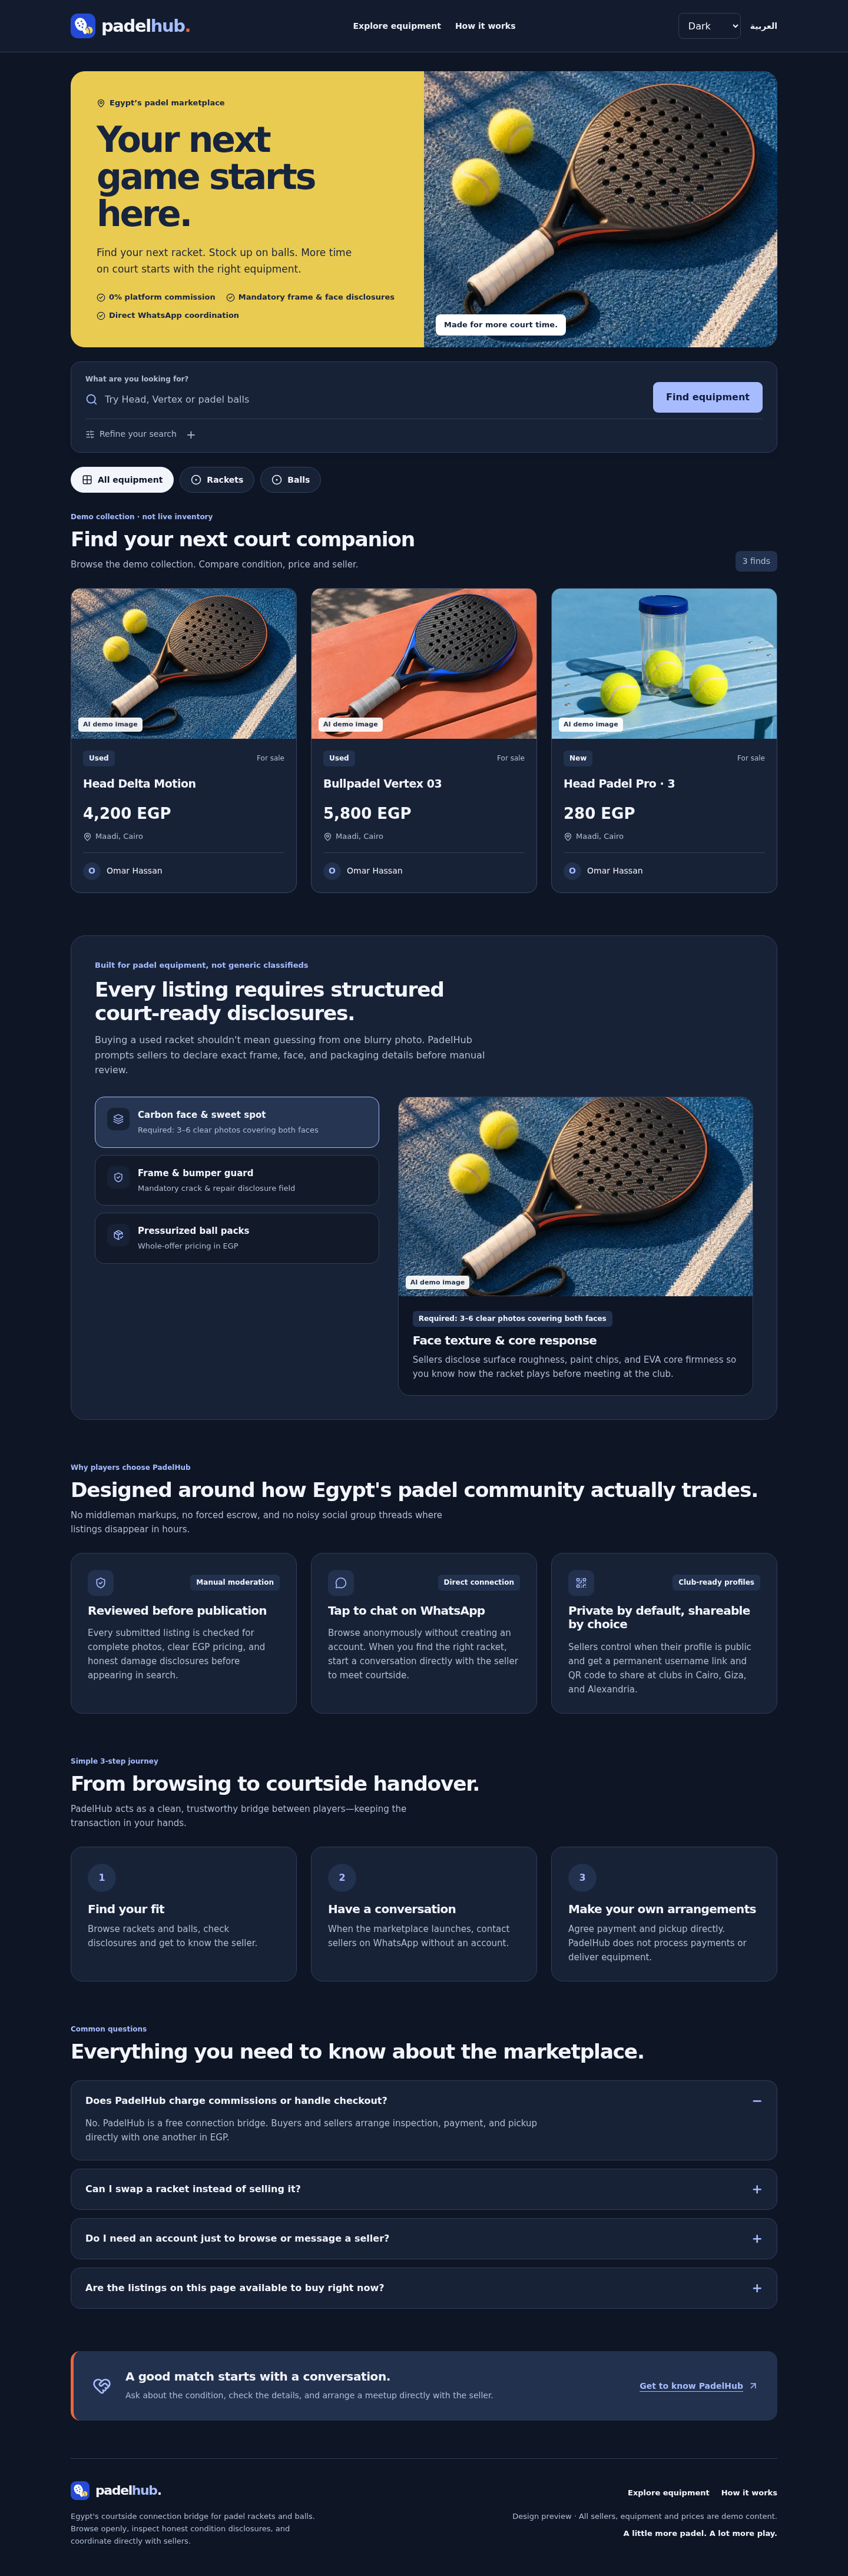 padelhub.
Explore equipment
How it works
Dark
العربية
Egypt's padel marketplace
Your next
game starts
here.
Find your next racket. Stock up on balls. More time
on court starts with the right equipment.
0% platform commission
Mandatory frame & face disclosures
Direct WhatsApp coordination
Made for more court time.
What are you looking for?
Try Head, Vertex or padel balls
Find equipment
Refine your search
All equipment
Rackets
Balls
Demo collection · not live inventory
Find your next court companion
Browse the demo collection. Compare condition, price and seller.
3 finds
AI demo image
Used
For sale
Head Delta Motion
4,200 EGP
Maadi, Cairo
O
Omar Hassan
AI demo image
Used
For sale
Bullpadel Vertex 03
5,800 EGP
Maadi, Cairo
O
Omar Hassan
AI demo image
New
For sale
Head Padel Pro · 3
280 EGP
Maadi, Cairo
O
Omar Hassan
Built for padel equipment, not generic classifieds
Every listing requires structured
court-ready disclosures.
Buying a used racket shouldn't mean guessing from one blurry photo. PadelHub
prompts sellers to declare exact frame, face, and packaging details before manual
review.
Carbon face & sweet spot
Required: 3–6 clear photos covering both faces
Frame & bumper guard
Mandatory crack & repair disclosure field
Pressurized ball packs
Whole-offer pricing in EGP
AI demo image
Required: 3–6 clear photos covering both faces
Face texture & core response
Sellers disclose surface roughness, paint chips, and EVA core firmness so
you know how the racket plays before meeting at the club.
Why players choose PadelHub
Designed around how Egypt's padel community actually trades.
No middleman markups, no forced escrow, and no noisy social group threads where
listings disappear in hours.
Manual moderation
Reviewed before publication
Every submitted listing is checked for
complete photos, clear EGP pricing, and
honest damage disclosures before
appearing in search.
Direct connection
Tap to chat on WhatsApp
Browse anonymously without creating an
account. When you find the right racket,
start a conversation directly with the seller
to meet courtside.
Club-ready profiles
Private by default, shareable
by choice
Sellers control when their profile is public
and get a permanent username link and
QR code to share at clubs in Cairo, Giza,
and Alexandria.
Simple 3-step journey
From browsing to courtside handover.
PadelHub acts as a clean, trustworthy bridge between players—keeping the
transaction in your hands.
1
Find your fit
Browse rackets and balls, check
disclosures and get to know the seller.
2
Have a conversation
When the marketplace launches, contact
sellers on WhatsApp without an account.
3
Make your own arrangements
Agree payment and pickup directly.
PadelHub does not process payments or
deliver equipment.
Common questions
Everything you need to know about the marketplace.
Does PadelHub charge commissions or handle checkout?
No. PadelHub is a free connection bridge. Buyers and sellers arrange inspection, payment, and pickup
directly with one another in EGP.
Can I swap a racket instead of selling it?
Do I need an account just to browse or message a seller?
Are the listings on this page available to buy right now?
A good match starts with a conversation.
Ask about the condition, check the details, and arrange a meetup directly with the seller.
Get to know PadelHub
padelhub.
Egypt's courtside connection bridge for padel rackets and balls.
Browse openly, inspect honest condition disclosures, and
coordinate directly with sellers.
Explore equipment
How it works
Design preview · All sellers, equipment and prices are demo content.
A little more padel. A lot more play.